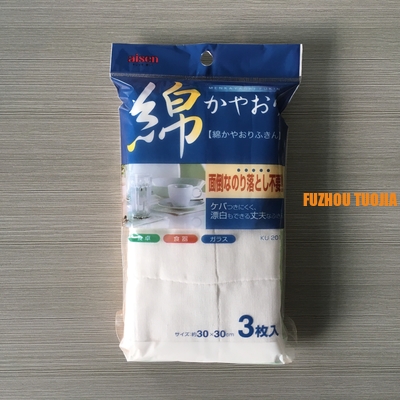 aisen
綿かやおり
【綿かやおりふきん】
面倒なのり落とし不要!
FUZHOU TUOJIA
ケバつきにくく、
漂白もできる丈夫な
食器
ガラス
サイズ:約30×30cm
3枚入